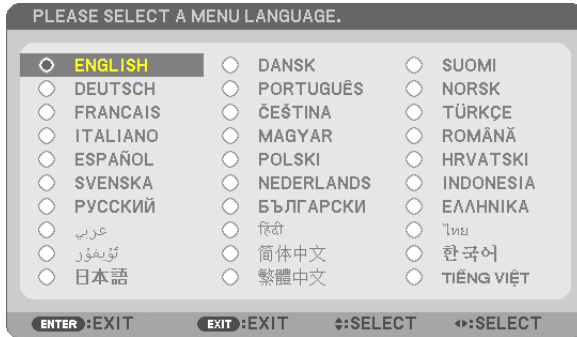 PLEASE SELECT A MENU LANGUAGE.
ENGLISH DANSK SUOMI
DEUTSCH PORTUGUÊS NORSK
FRANCAIS ČEŠTINA TÜRKÇE
ITALIANO MAGYAR ROMÂNĂ
ESPAÑOL POLSKI HRVATSKI
SVENSKA NEDERLANDS INDONESIA
РУССКИЙ БЪЛГАРСКИ ΕΛΛΗΝΙΚΑ
عربي हिंदी ไทย
ئۇيغۇر 简体中文 한국어
日本語 繁體中文 TIẾNG VIỆT
ENTER:EXIT EXIT:EXIT :SELECT :SELECT